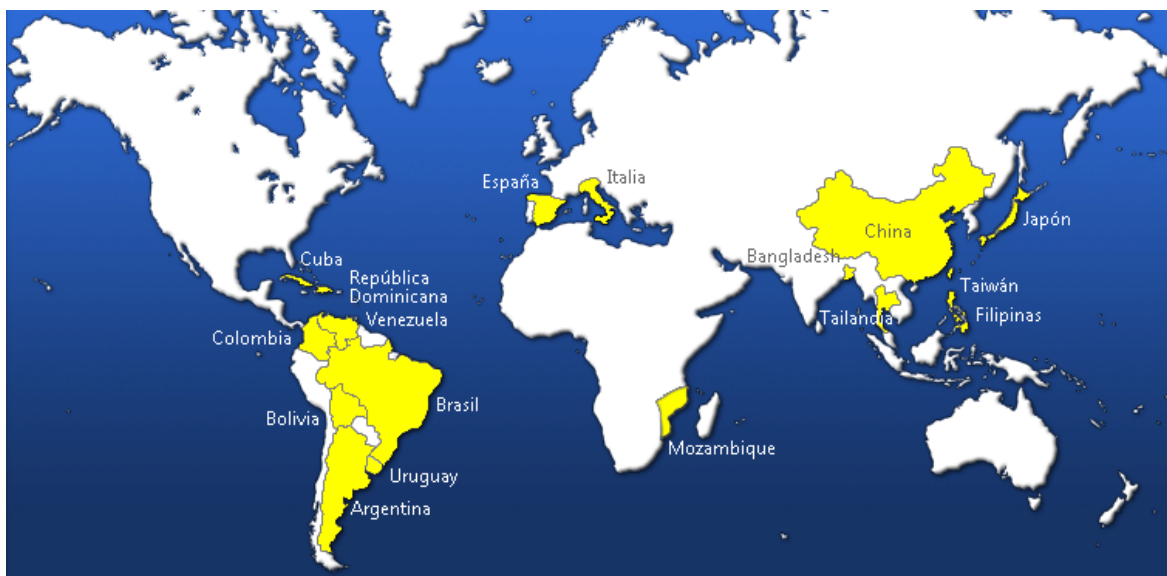 España
Italia
China
Japón
Bangladesh
Cuba
República
Dominicana
Taiwán
Venezuela
Tailandia
Filipinas
Colombia
Brasil
Bolivia
Mozambique
Uruguay
Argentina